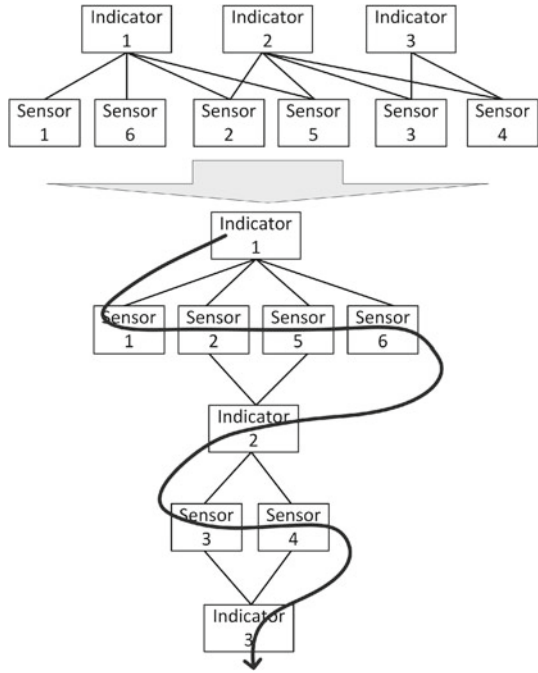 Indicator
1
Indicator
2
Indicator
3
Sensor
1
Sensor
6
Sensor
2
Sensor
5
Sensor
3
Sensor
4
Indicator
1
Sensor
1
Sensor
2
Sensor
5
Sensor
6
Indicator
2
Sensor
3
Sensor
4
Indicator
3